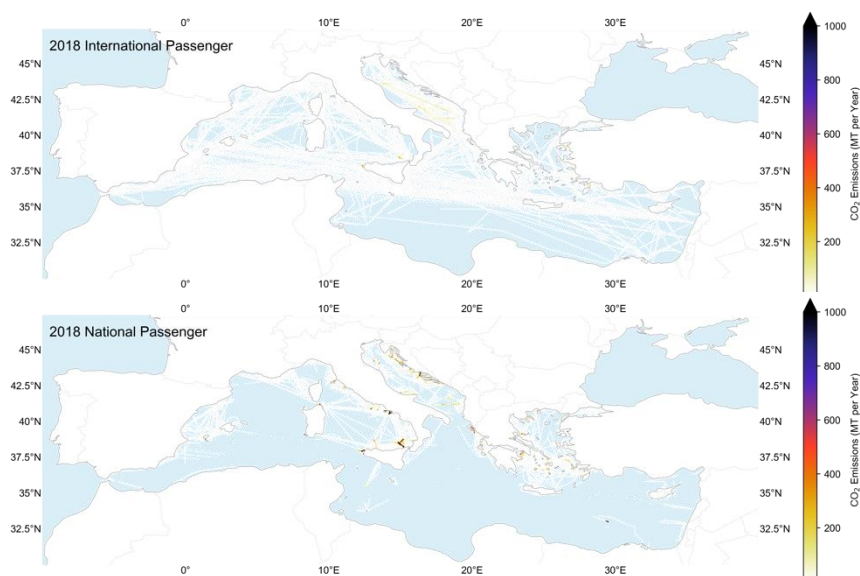 0° 10°E 20°E 30°E
2018 International Passenger
45°N 45°N
42.5°N 42.5°N
40°N 40°N
37.5°N 37.5°N
35°N 35°N
32.5°N 32.5°N
0° 10°E 20°E 30°E
1000
800
600
400
200
CO₂ Emissions (MT per Year)
0° 10°E 20°E 30°E
2018 National Passenger
45°N 45°N
42.5°N 42.5°N
40°N 40°N
37.5°N 37.5°N
35°N 35°N
32.5°N 32.5°N
0° 10°E 20°E 30°E
1000
800
600
400
200
CO₂ Emissions (MT per Year)